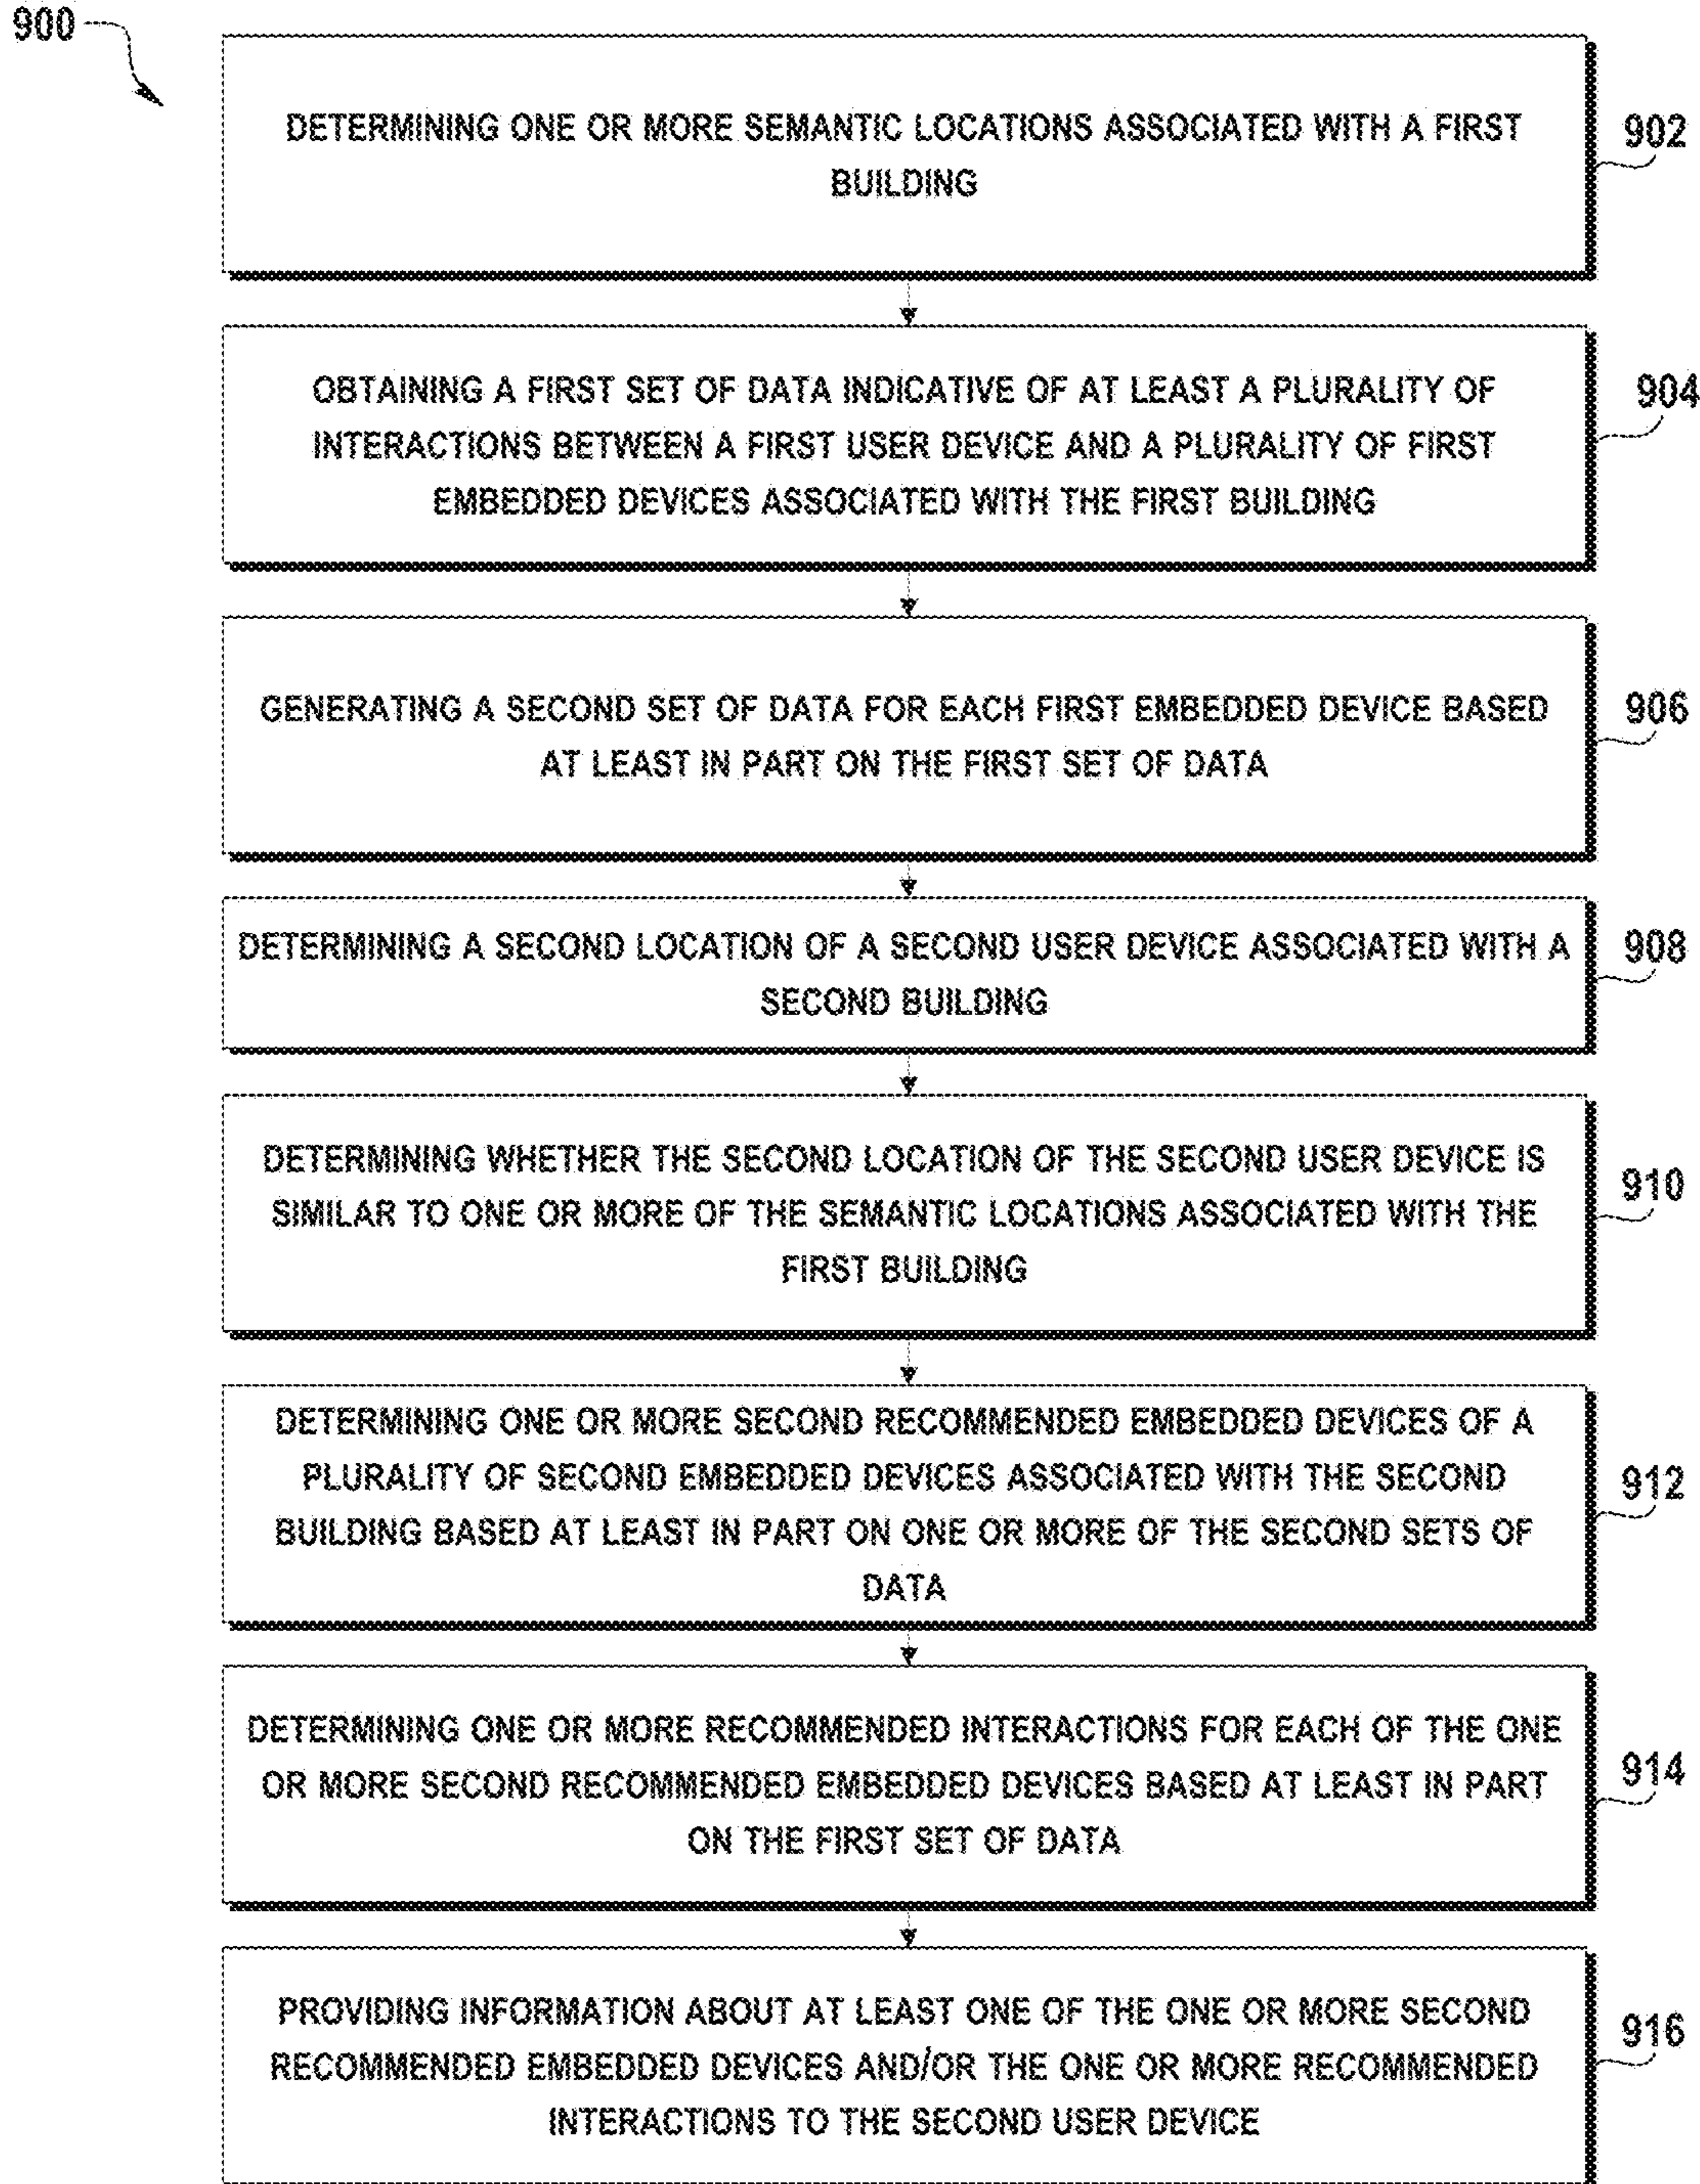 900
DETERMINING ONE OR MORE SEMANTIC LOCATIONS ASSOCIATED WITH A FIRST
BUILDING
902
OBTAINING A FIRST SET OF DATA INDICATIVE OF AT LEAST A PLURALITY OF
INTERACTIONS BETWEEN A FIRST USER DEVICE AND A PLURALITY OF FIRST
EMBEDDED DEVICES ASSOCIATED WITH THE FIRST BUILDING
904
GENERATING A SECOND SET OF DATA FOR EACH FIRST EMBEDDED DEVICE BASED
AT LEAST IN PART ON THE FIRST SET OF DATA
906
DETERMINING A SECOND LOCATION OF A SECOND USER DEVICE ASSOCIATED WITH A
SECOND BUILDING
908
DETERMINING WHETHER THE SECOND LOCATION OF THE SECOND USER DEVICE IS
SIMILAR TO ONE OR MORE OF THE SEMANTIC LOCATIONS ASSOCIATED WITH THE
FIRST BUILDING
910
DETERMINING ONE OR MORE SECOND RECOMMENDED EMBEDDED DEVICES OF A
PLURALITY OF SECOND EMBEDDED DEVICES ASSOCIATED WITH THE SECOND
BUILDING BASED AT LEAST IN PART ON ONE OR MORE OF THE SECOND SETS OF
DATA
912
DETERMINING ONE OR MORE RECOMMENDED INTERACTIONS FOR EACH OF THE ONE
OR MORE SECOND RECOMMENDED EMBEDDED DEVICES BASED AT LEAST IN PART
ON THE FIRST SET OF DATA
914
PROVIDING INFORMATION ABOUT AT LEAST ONE OF THE ONE OR MORE SECOND
RECOMMENDED EMBEDDED DEVICES AND/OR THE ONE OR MORE RECOMMENDED
INTERACTIONS TO THE SECOND USER DEVICE
916